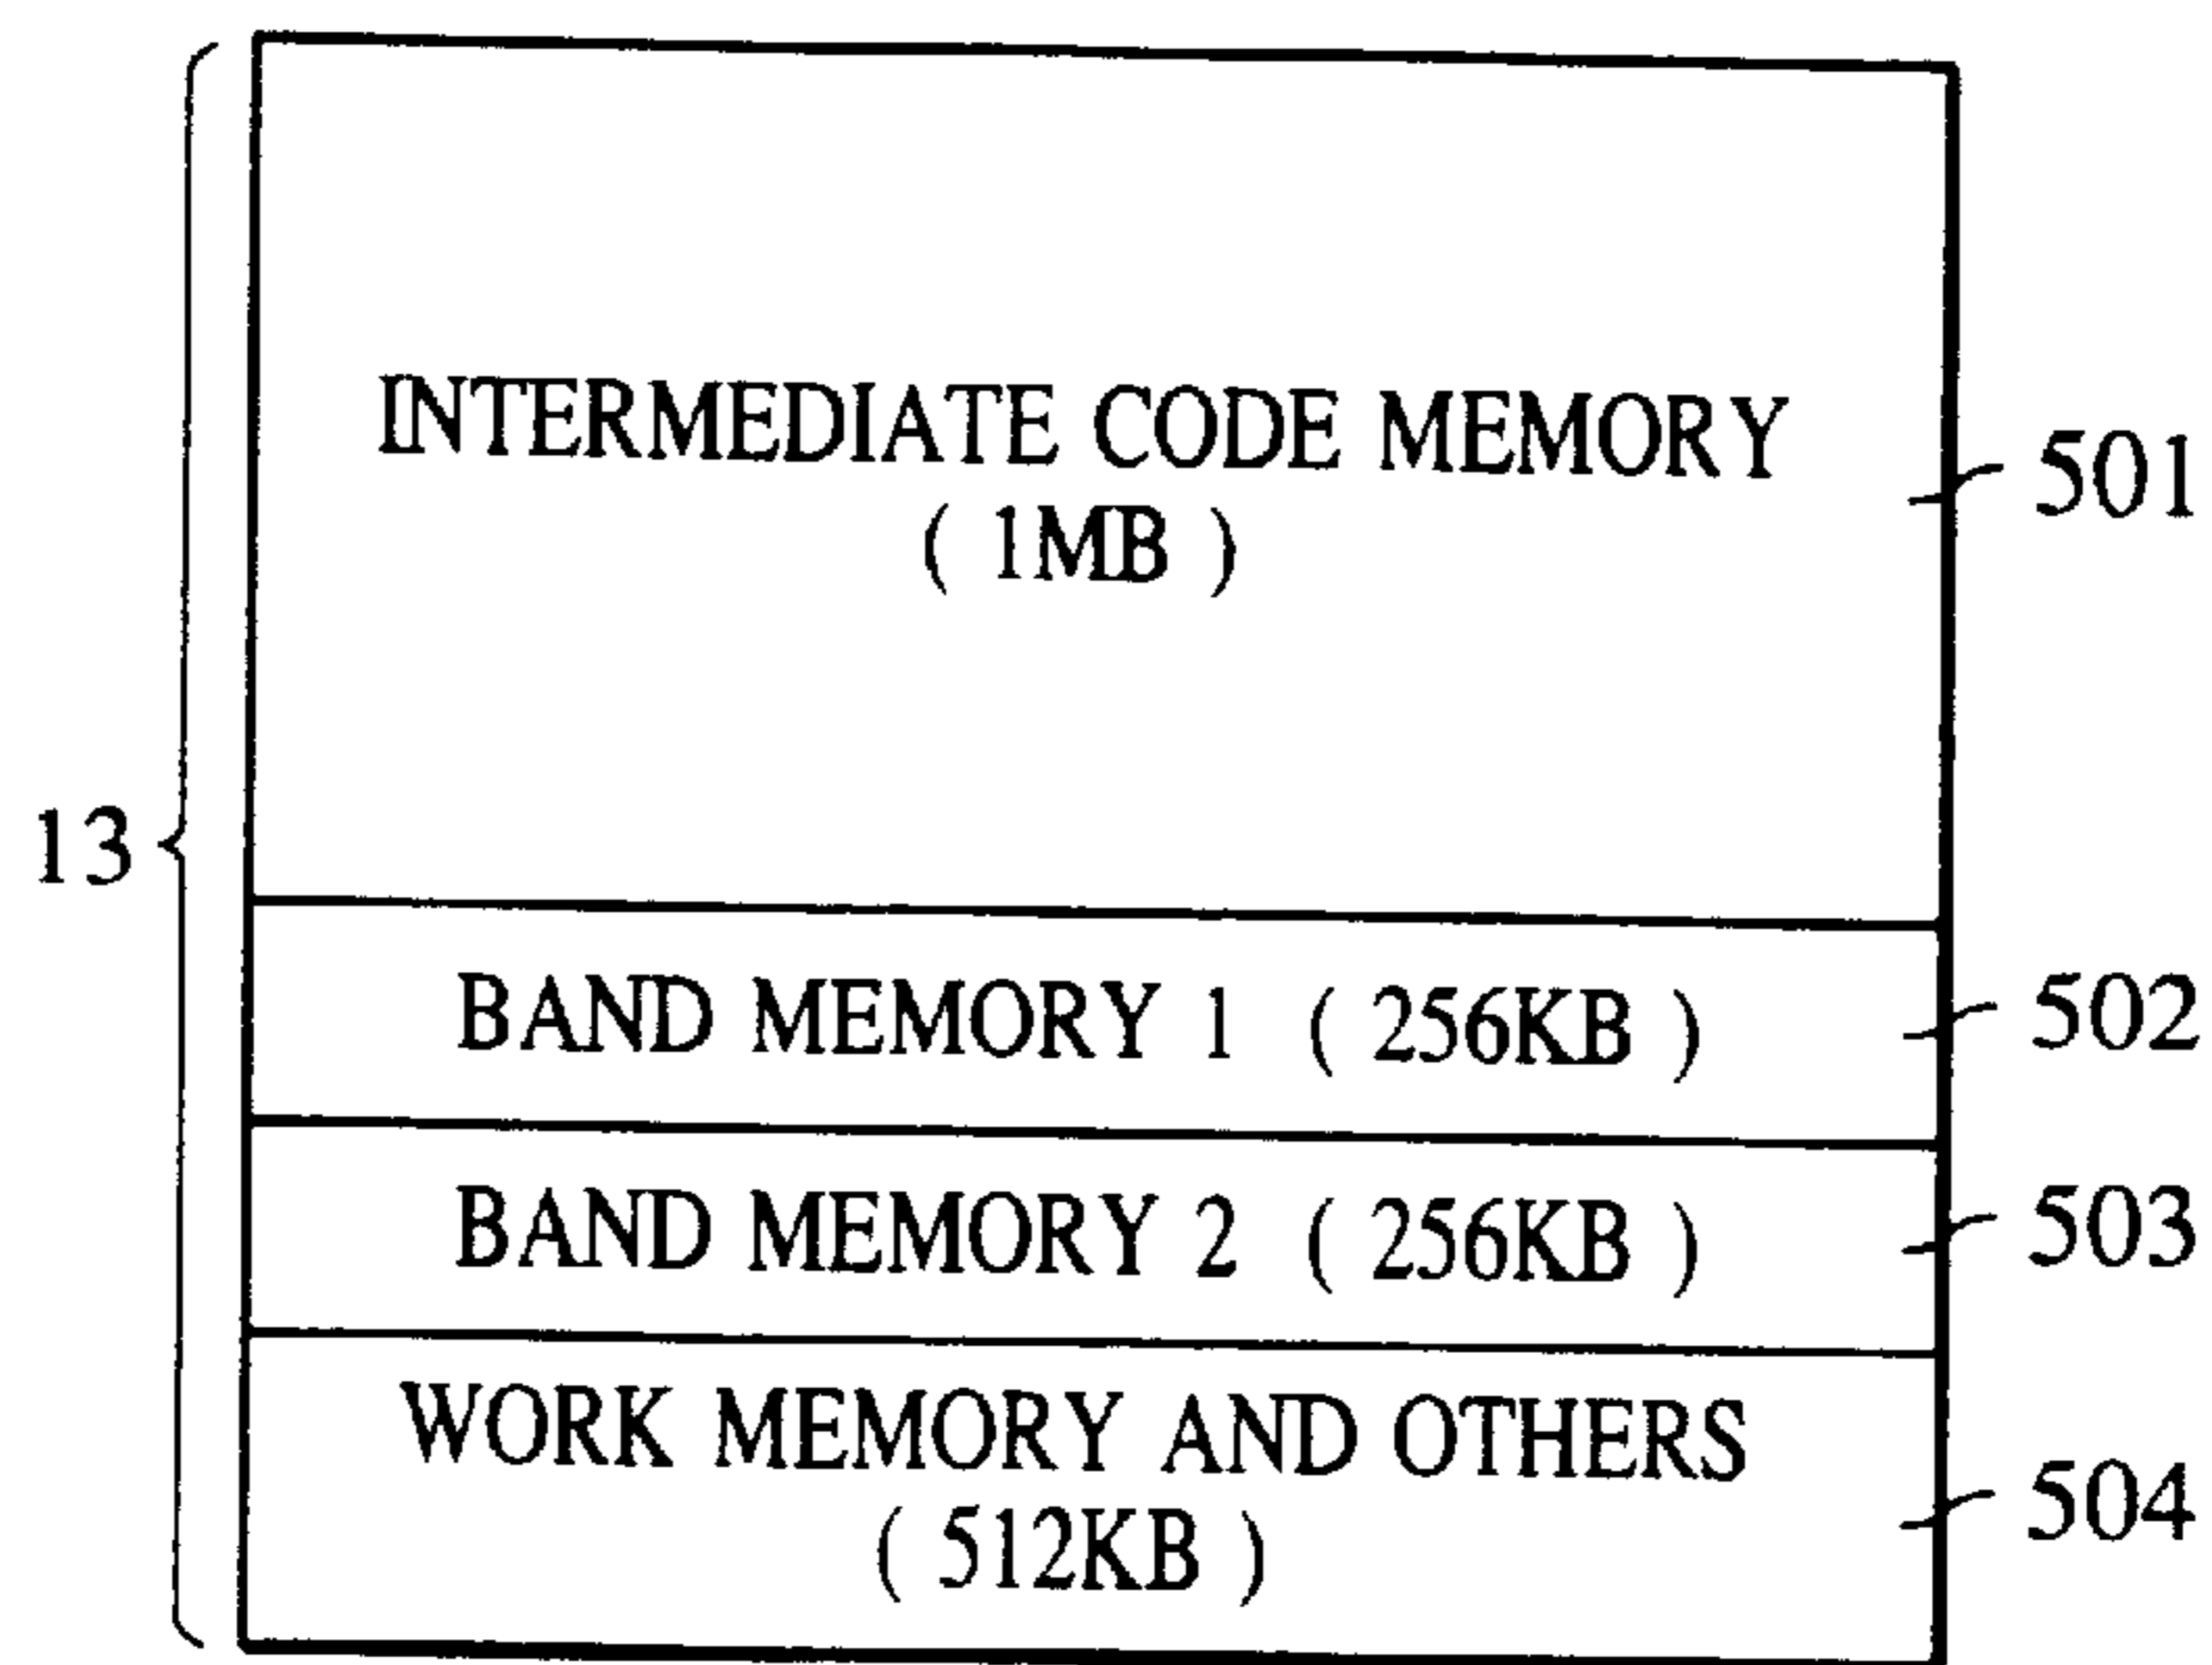 INTERMEDIATE CODE MEMORY
( 1MB )
501
13
BAND MEMORY 1 ( 256KB )
502
BAND MEMORY 2 ( 256KB )
503
WORK MEMORY AND OTHERS
( 512KB )
504